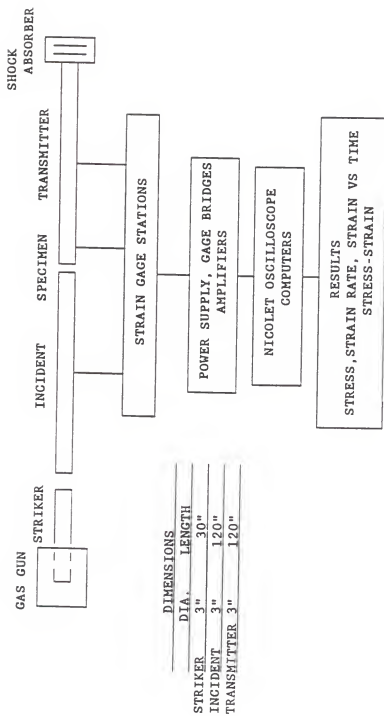 GAS GUN
STRIKER
INCIDENT
SPECIMEN
TRANSMITTER
SHOCK
ABSORBER
STRAIN GAGE STATIONS
POWER SUPPLY, GAGE BRIDGES
AMPLIFIERS
NICOLET OSCILLOSCOPE
COMPUTERS
RESULTS
STRESS,STRAIN RATE, STRAIN VS TIME
STRESS-STRAIN
DIMENSIONS
DIA. LENGTH
STRIKER 3" 30"
INCIDENT 3" 120"
TRANSMITTER 3" 120"